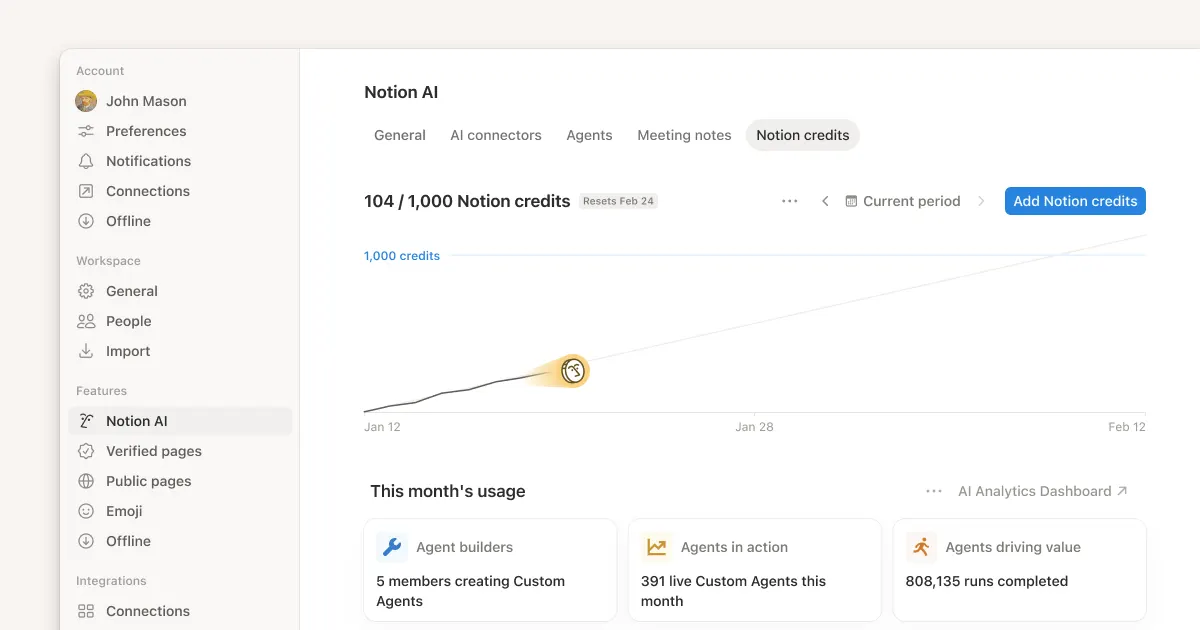 Account
John Mason
Preferences
Notifications
Connections
Offline
Workspace
General
People
Import
Features
Notion AI
Verified pages
Public pages
Emoji
Offline
Integrations
Connections
Notion AI
General
AI connectors
Agents
Meeting notes
Notion credits
104 / 1,000 Notion credits
Resets Feb 24
Current period
Add Notion credits
1,000 credits
Jan 12
Jan 28
Feb 12
This month's usage
AI Analytics Dashboard
Agent builders
5 members creating Custom
Agents
Agents in action
391 live Custom Agents this
month
Agents driving value
808,135 runs completed